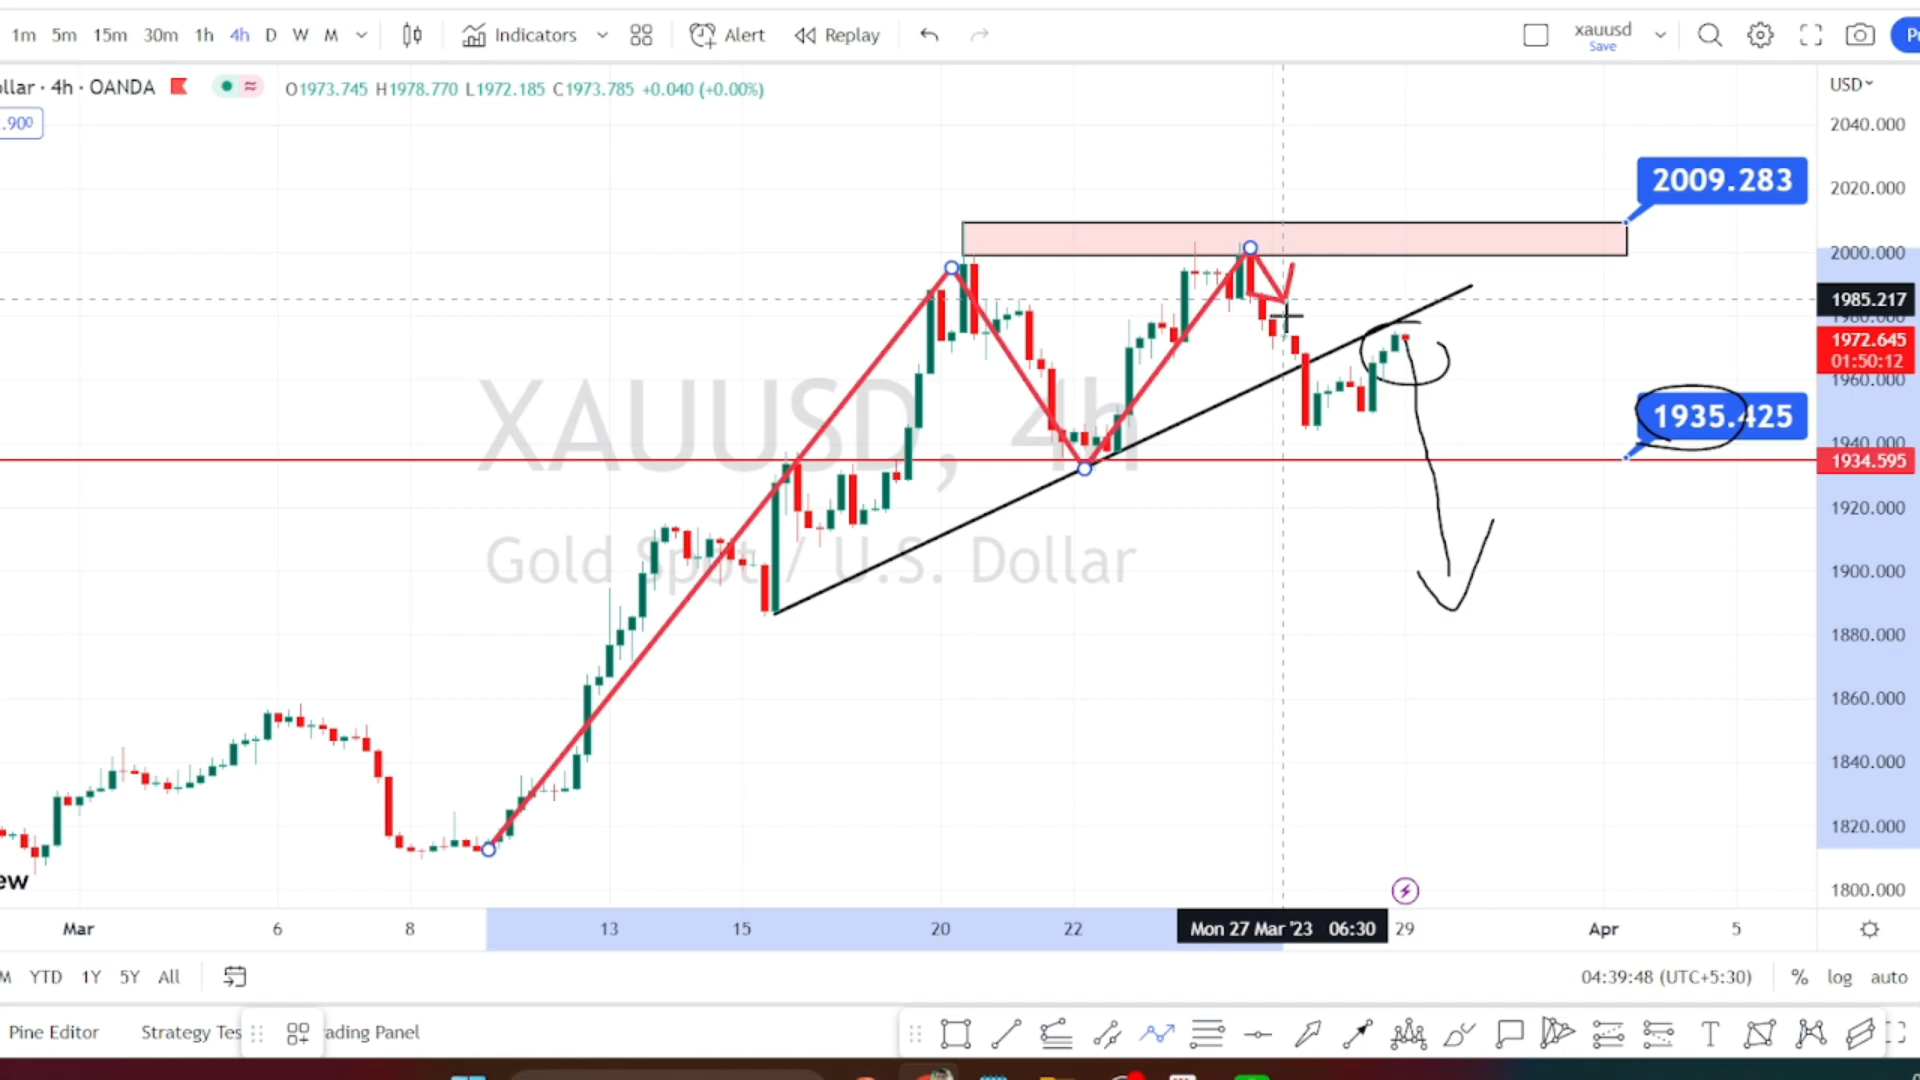 1m 5m 15m 30m 1h 4h D W M Indicators Alert Replay xauusd
Save
ollar · 4h · OANDA O1973.745 H1978.770 L1972.185 C1973.785 +0.040 (+0.00%) USD
.900
2040.000
2009.283
2020.000
2000.000
1985.217
1980.000
1972.645
01:50:12
1960.000
XAUUSD, 4h
1935.425
1940.000
1934.595
1920.000
Gold Spot / U.S. Dollar
1900.000
1880.000
1860.000
1840.000
1820.000
ew
1800.000
Mar 6 8 13 15 20 22 Mon 27 Mar '23 06:30 29 Apr 5
M YTD 1Y 5Y All 04:39:48 (UTC+5:30) % log auto
Pine Editor Strategy Tes rading Panel
T